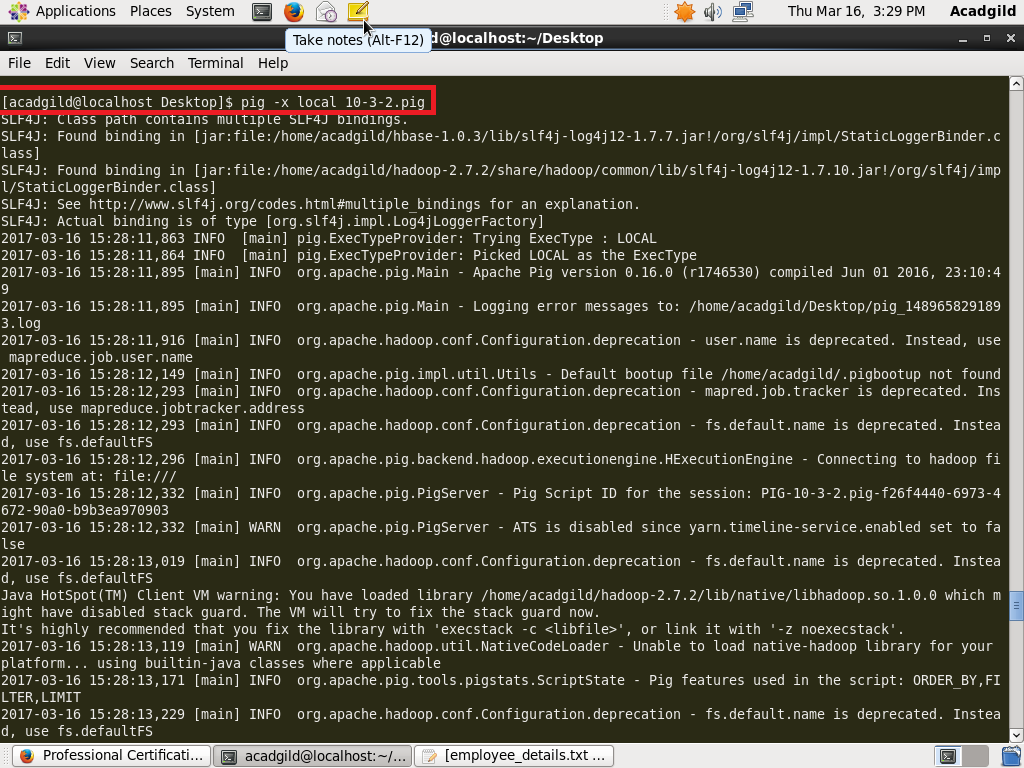 Applications Places System Thu Mar 16, 3:29 PM Acadgild
Take notes (Alt-F12)
d@localhost:~/Desktop
File Edit View Search Terminal Help
[acadgild@localhost Desktop]$ pig -x local 10-3-2.pig
SLF4J: Class path contains multiple SLF4J bindings.
SLF4J: Found binding in [jar:file:/home/acadgild/hbase-1.0.3/lib/slf4j-log4j12-1.7.7.jar!/org/slf4j/impl/StaticLoggerBinder.c
lass]
SLF4J: Found binding in [jar:file:/home/acadgild/hadoop-2.7.2/share/hadoop/common/lib/slf4j-log4j12-1.7.10.jar!/org/slf4j/imp
l/StaticLoggerBinder.class]
SLF4J: See http://www.slf4j.org/codes.html#multiple_bindings for an explanation.
SLF4J: Actual binding is of type [org.slf4j.impl.Log4jLoggerFactory]
2017-03-16 15:28:11,863 INFO  [main] pig.ExecTypeProvider: Trying ExecType : LOCAL
2017-03-16 15:28:11,864 INFO  [main] pig.ExecTypeProvider: Picked LOCAL as the ExecType
2017-03-16 15:28:11,895 [main] INFO  org.apache.pig.Main - Apache Pig version 0.16.0 (r1746530) compiled Jun 01 2016, 23:10:4
9
2017-03-16 15:28:11,895 [main] INFO  org.apache.pig.Main - Logging error messages to: /home/acadgild/Desktop/pig_148965829189
3.log
2017-03-16 15:28:11,916 [main] INFO  org.apache.hadoop.conf.Configuration.deprecation - user.name is deprecated. Instead, use
 mapreduce.job.user.name
2017-03-16 15:28:12,149 [main] INFO  org.apache.pig.impl.util.Utils - Default bootup file /home/acadgild/.pigbootup not found
2017-03-16 15:28:12,293 [main] INFO  org.apache.hadoop.conf.Configuration.deprecation - mapred.job.tracker is deprecated. Ins
tead, use mapreduce.jobtracker.address
2017-03-16 15:28:12,293 [main] INFO  org.apache.hadoop.conf.Configuration.deprecation - fs.default.name is deprecated. Instea
d, use fs.defaultFS
2017-03-16 15:28:12,296 [main] INFO  org.apache.pig.backend.hadoop.executionengine.HExecutionEngine - Connecting to hadoop fi
le system at: file:///
2017-03-16 15:28:12,332 [main] INFO  org.apache.pig.PigServer - Pig Script ID for the session: PIG-10-3-2.pig-f26f4440-6973-4
672-90a0-b9b3ea970903
2017-03-16 15:28:12,332 [main] WARN  org.apache.pig.PigServer - ATS is disabled since yarn.timeline-service.enabled set to fa
lse
2017-03-16 15:28:13,019 [main] INFO  org.apache.hadoop.conf.Configuration.deprecation - fs.default.name is deprecated. Instea
d, use fs.defaultFS
Java HotSpot(TM) Client VM warning: You have loaded library /home/acadgild/hadoop-2.7.2/lib/native/libhadoop.so.1.0.0 which m
ight have disabled stack guard. The VM will try to fix the stack guard now.
It's highly recommended that you fix the library with 'execstack -c <libfile>', or link it with '-z noexecstack'.
2017-03-16 15:28:13,119 [main] WARN  org.apache.hadoop.util.NativeCodeLoader - Unable to load native-hadoop library for your
platform... using builtin-java classes where applicable
2017-03-16 15:28:13,171 [main] INFO  org.apache.pig.tools.pigstats.ScriptState - Pig features used in the script: ORDER_BY,FI
LTER,LIMIT
2017-03-16 15:28:13,229 [main] INFO  org.apache.hadoop.conf.Configuration.deprecation - fs.default.name is deprecated. Instea
d, use fs.defaultFS
Professional Certificati... acadgild@localhost:~/... [employee_details.txt ...